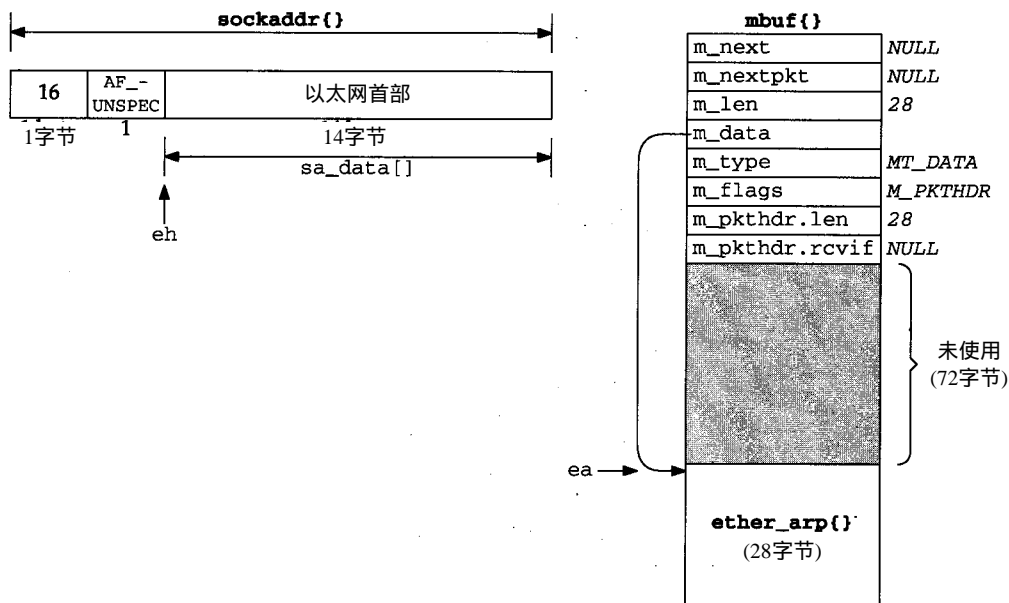 sockaddr{}
16
AF_-
UNSPEC
以太网首部
1字节
1
14字节
sa_data[]
eh
mbuf{}
m_next NULL
m_nextpkt NULL
m_len 28
m_data
m_type MT_DATA
m_flags M_PKTHDR
m_pkthdr.len 28
m_pkthdr.rcvif NULL
未使用
(72字节)
ea
ether_arp{}
(28字节)